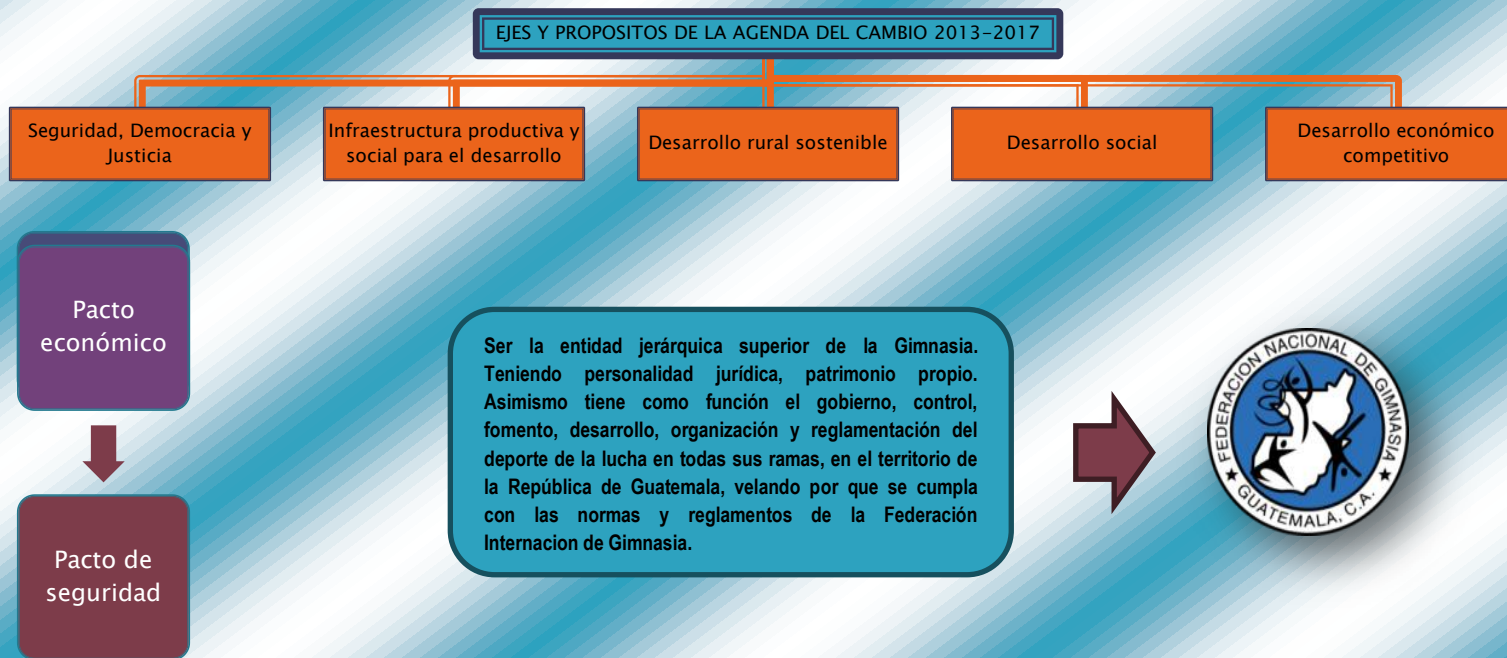 EJES Y PROPOSITOS DE LA AGENDA DEL CAMBIO 2013-2017
Seguridad, Democracia y
Justicia
Infraestructura productiva y
social para el desarrollo
Desarrollo rural sostenible
Desarrollo social
Desarrollo económico
competitivo
Pacto
económico
Pacto de
seguridad
Ser la entidad jerárquica superior de la Gimnasia.
Teniendo personalidad jurídica, patrimonio propio.
Asimismo tiene como función el gobierno, control,
fomento, desarrollo, organización y reglamentación del
deporte de la lucha en todas sus ramas, en el territorio de
la República de Guatemala, velando por que se cumpla
con las normas y reglamentos de la Federación
Internacion de Gimnasia.
FEDERACION NACIONAL DE GIMNASIA
GUATEMALA, C.A.